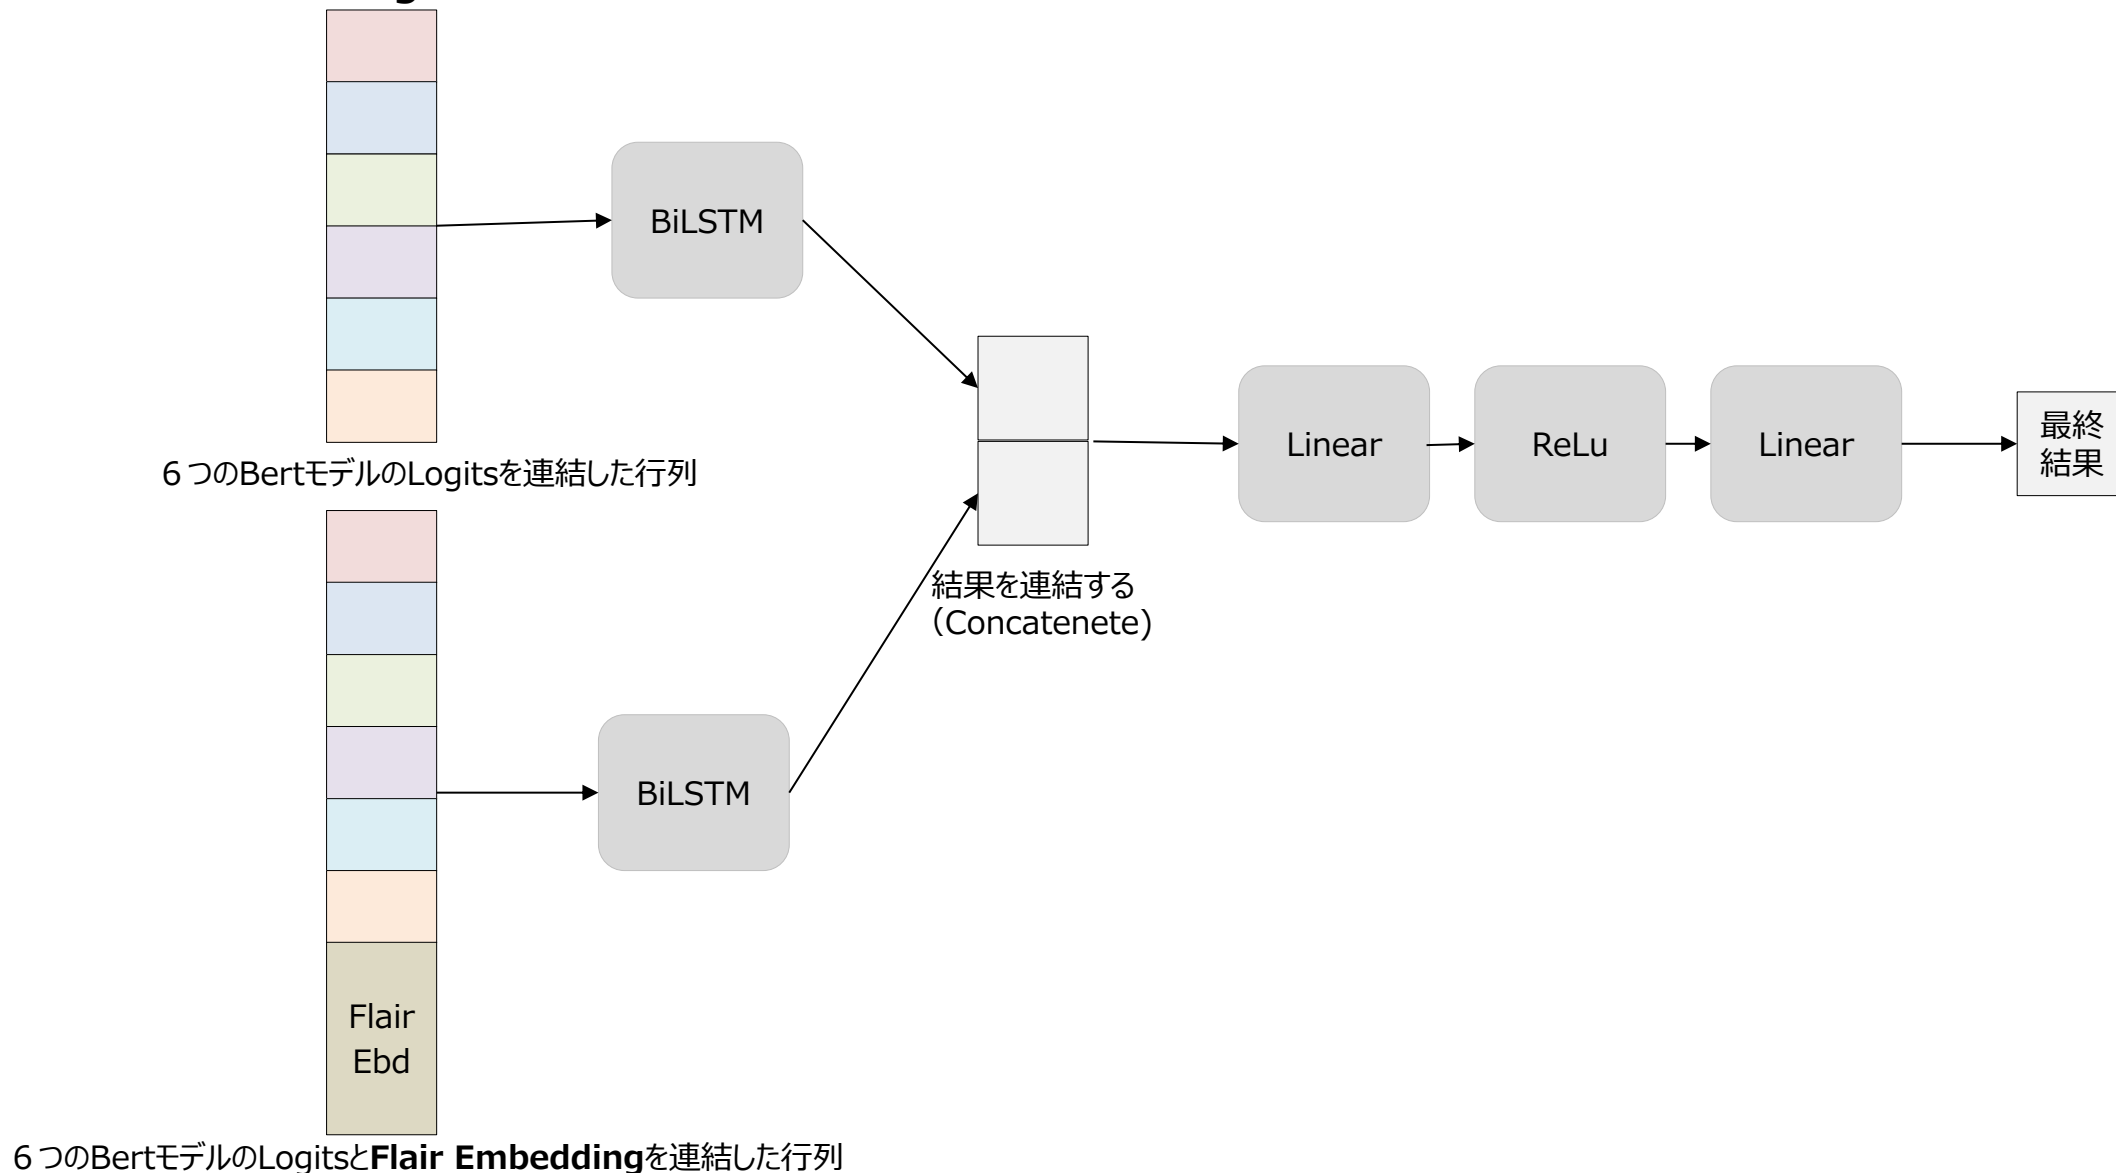 BiLSTM
6つのBertモデルのLogitsを連結した行列
Linear
ReLu
Linear
最終
結果
結果を連結する
（Concatenete)
BiLSTM
Flair
Ebd
6つのBertモデルのLogitsとFlair Embeddingを連結した行列